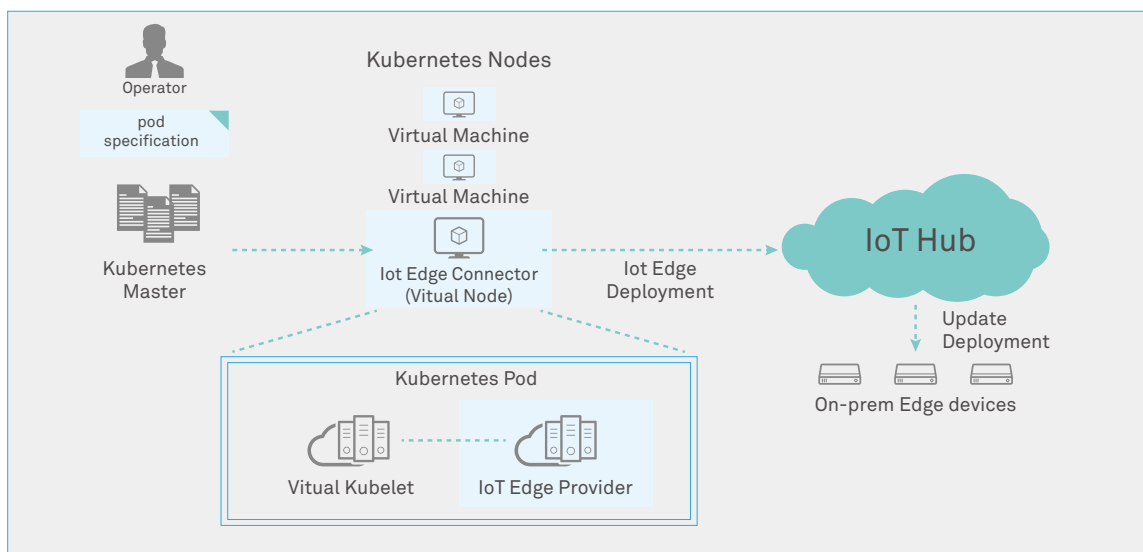 Operator
pod
specification
Kubernetes
Master
Kubernetes Nodes
Virtual Machine
Virtual Machine
Iot Edge Connector
(Vitual Node)
Iot Edge
Deployment
IoT Hub
Update
Deployment
On-prem Edge devices
Kubernetes Pod
Vitual Kubelet
IoT Edge Provider